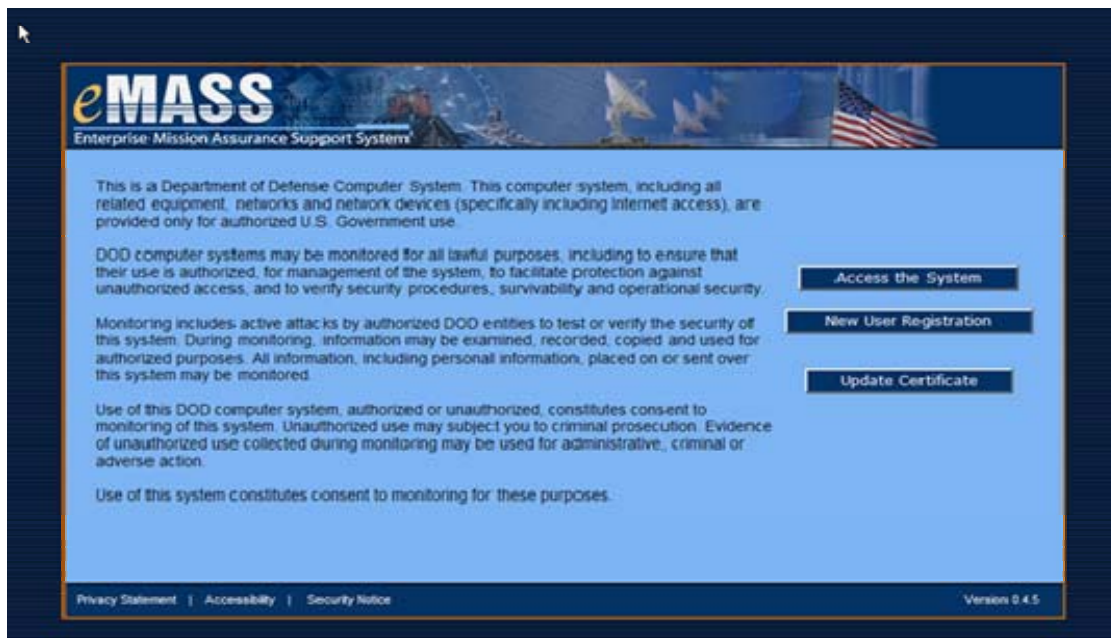 eMASS
Enterprise Mission Assurance Support System
This is a Department of Defense Computer System. This computer system, including all
related equipment, networks and network devices (specifically including Internet access), are
provided only for authorized U.S. Government use.
DOD computer systems may be monitored for all lawful purposes, including to ensure that
their use is authorized, for management of the system, to facilitate protection against
unauthorized access, and to verify security procedures, survivability and operational security.
Monitoring includes active attacks by authorized DOD entities to test or verify the security of
this system. During monitoring, information may be examined, recorded, copied and used for
authorized purposes. All information, including personal information, placed on or sent over
this system may be monitored.
Use of this DOD computer system, authorized or unauthorized, constitutes consent to
monitoring of this system. Unauthorized use may subject you to criminal prosecution. Evidence
of unauthorized use collected during monitoring may be used for administrative, criminal or
adverse action.
Use of this system constitutes consent to monitoring for these purposes.
Access the System
New User Registration
Update Certificate
Privacy Statement | Accessibility | Security Notice
Version 0.4.5